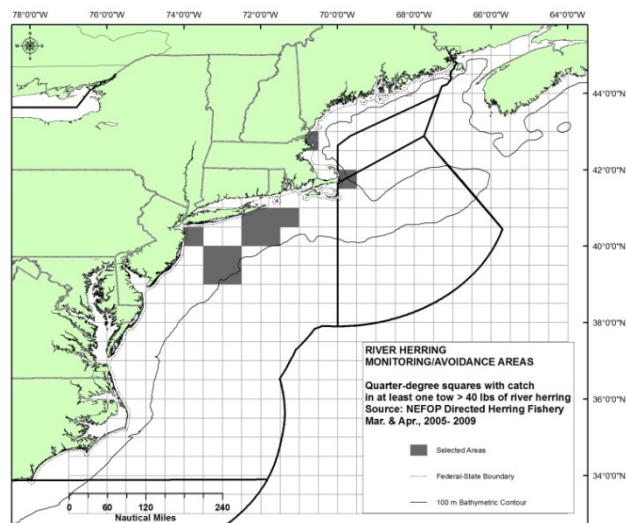 78°0'0"W 76°0'0"W 74°0'0"W 72°0'0"W 70°0'0"W 68°0'0"W 66°0'0"W 64°0'0"W
44°0'0"N
42°0'0"N
40°0'0"N
38°0'0"N
36°0'0"N
34°0'0"N
RIVER HERRING
MONITORING/AVOIDANCE AREAS
Quarter-degree squares with catch
in at least one tow > 40 lbs of river herring
Source: NEFOP Directed Herring Fishery
Mar. & Apr., 2005- 2009
Selected Areas
Federal-State Boundary
100 m Bathymetric Contour
0 60 120 240
Nautical Miles